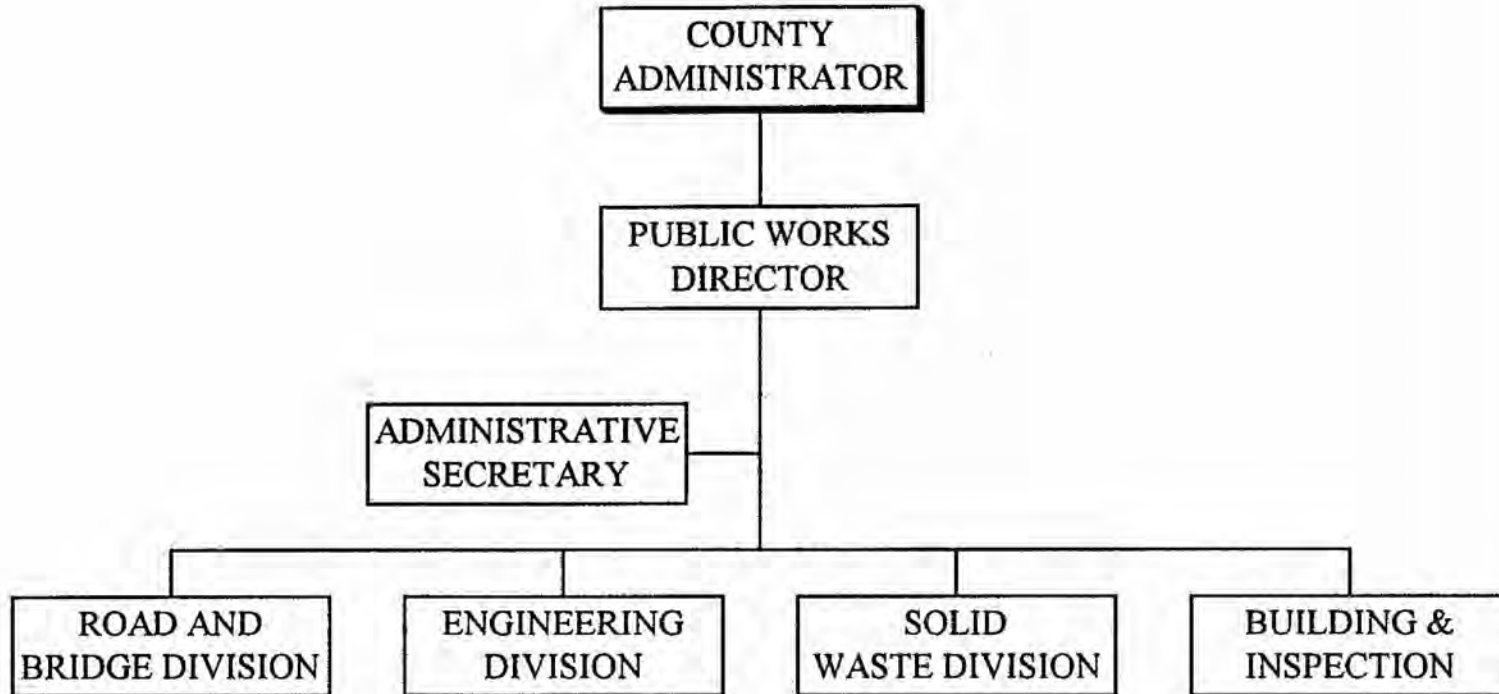 COUNTY
ADMINISTRATOR
PUBLIC WORKS
DIRECTOR
ADMINISTRATIVE
SECRETARY
ROAD AND
BRIDGE DIVISION
ENGINEERING
DIVISION
SOLID
WASTE DIVISION
BUILDING &
INSPECTION